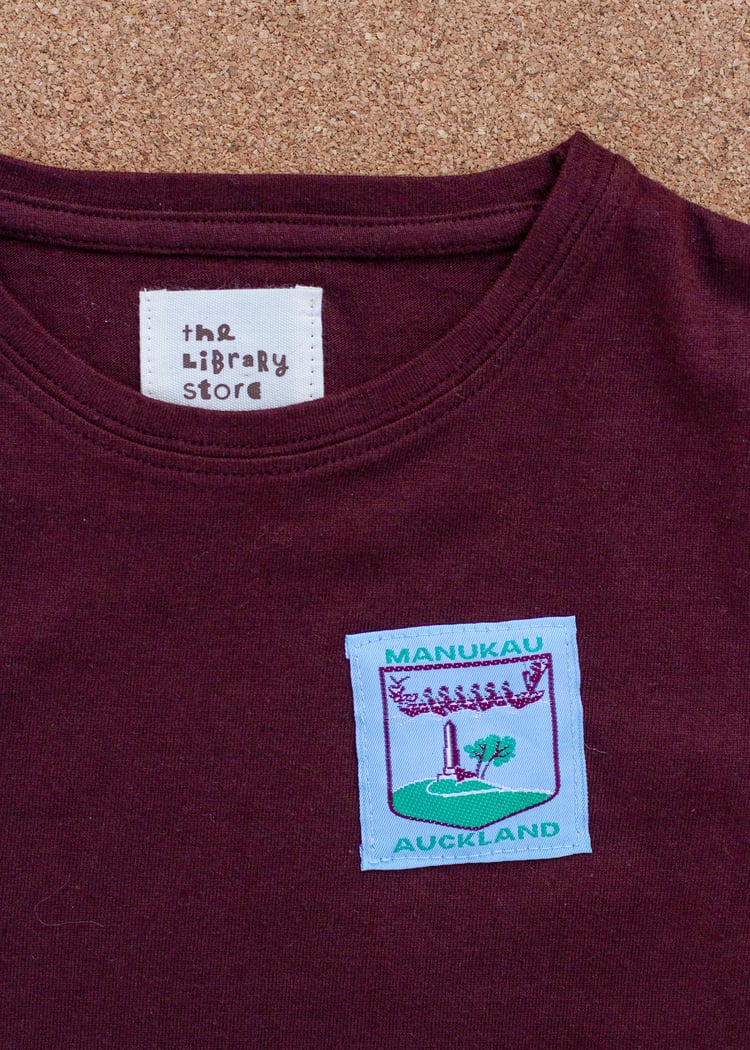 the
LiBRaRy
store
MANUKAU
AUCKLAND